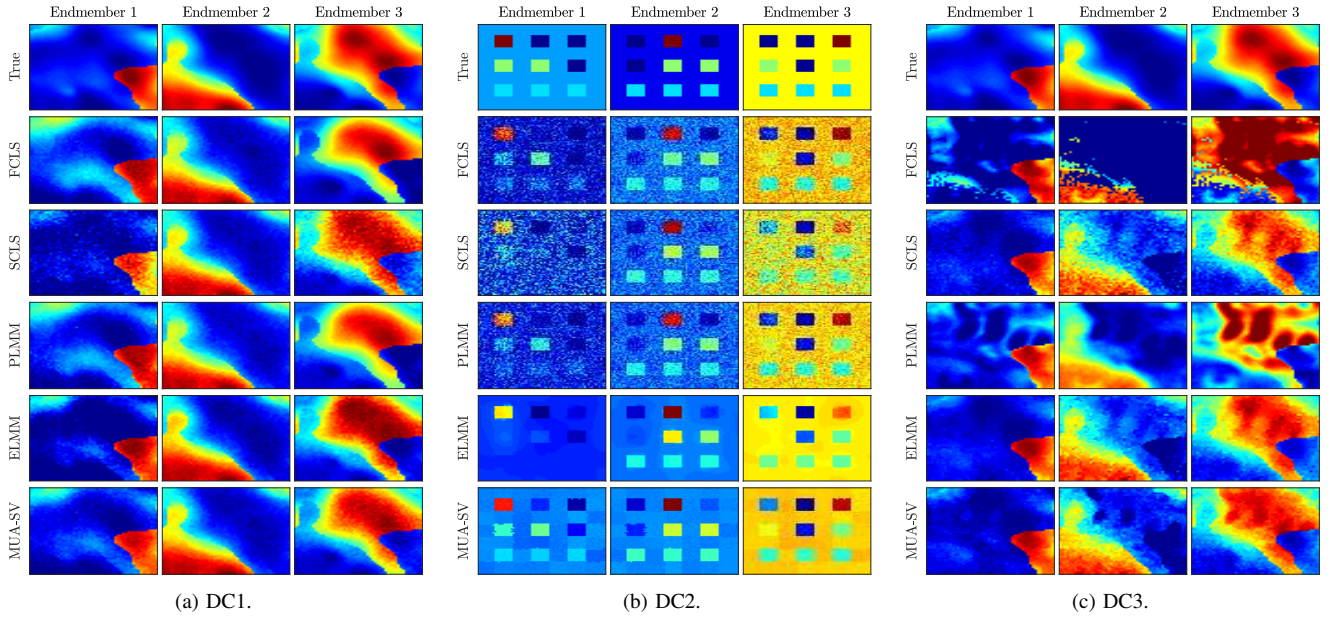 Endmember 1 Endmember 2 Endmember 3
True
FCLS
SCLS
PLMM
ELMM
MUA-SV
(a) DC1.
Endmember 1 Endmember 2 Endmember 3
True
FCLS
SCLS
PLMM
ELMM
MUA-SV
(b) DC2.
Endmember 1 Endmember 2 Endmember 3
True
FCLS
SCLS
PLMM
ELMM
MUA-SV
(c) DC3.